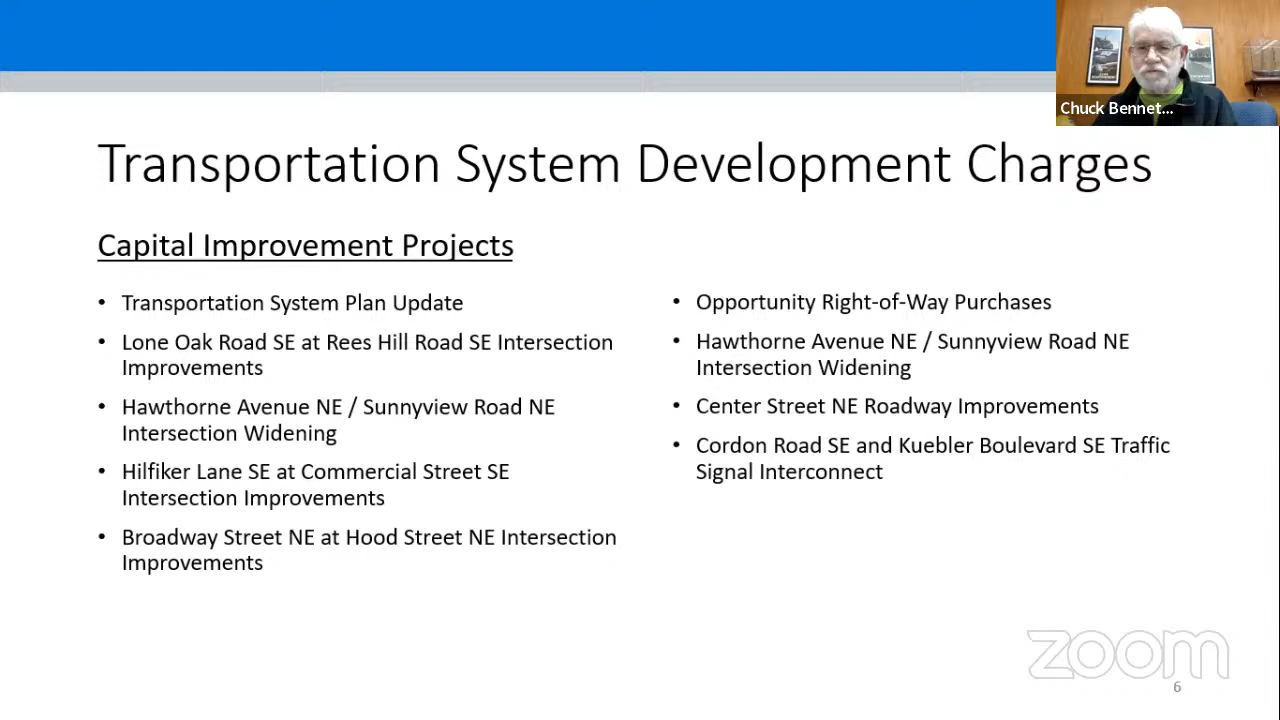 Chuck Bennet...
Transportation System Development Charges
Capital Improvement Projects
• Transportation System Plan Update
• Lone Oak Road SE at Rees Hill Road SE Intersection
Improvements
• Hawthorne Avenue NE / Sunnyview Road NE
Intersection Widening
• Hilfiker Lane SE at Commercial Street SE
Intersection Improvements
• Broadway Street NE at Hood Street NE Intersection
Improvements
• Opportunity Right-of-Way Purchases
• Hawthorne Avenue NE / Sunnyview Road NE
Intersection Widening
• Center Street NE Roadway Improvements
• Cordon Road SE and Kuebler Boulevard SE Traffic
Signal Interconnect
zoom
6